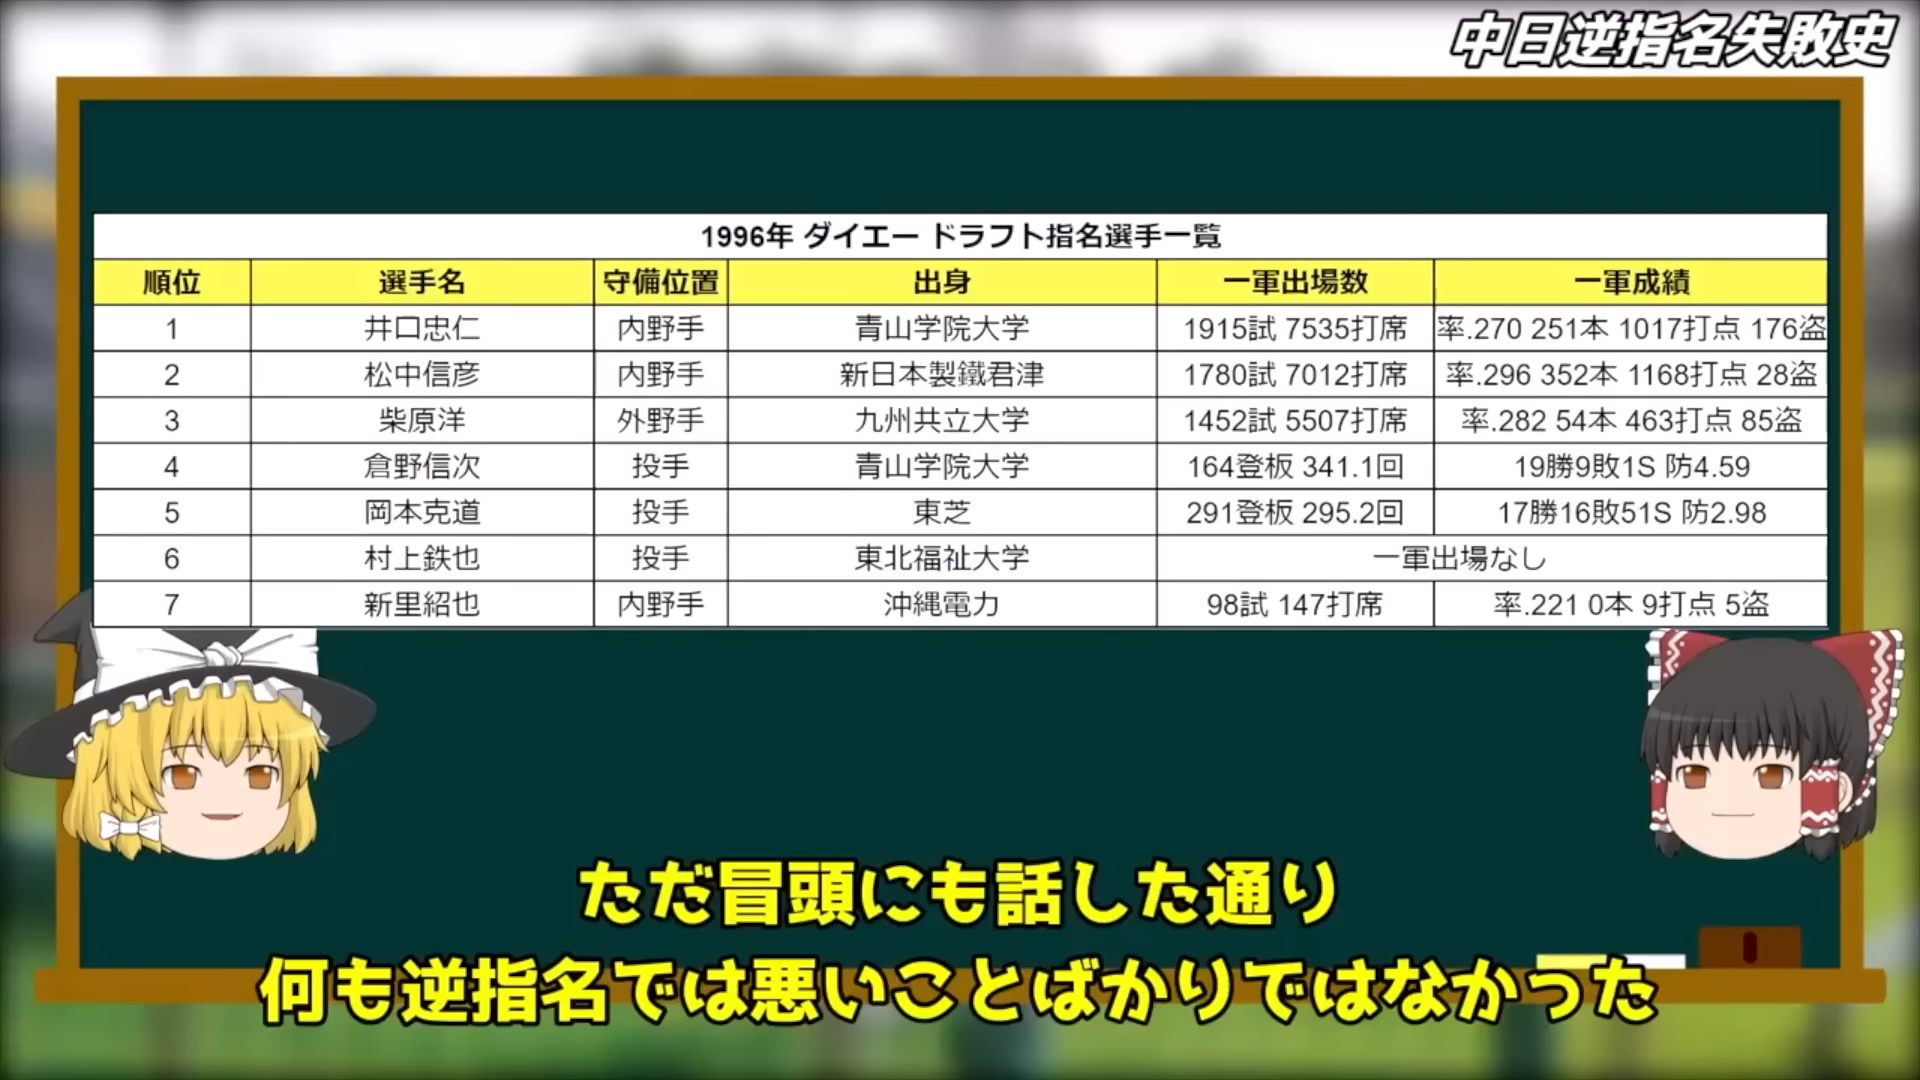 中日逆指名失敗史
1996年 ダイエー ドラフト指名選手一覧
順位 選手名 守備位置 出身 一軍出場数 一軍成績
1 井口忠仁 内野手 青山学院大学 1915試 7535打席 率.270 251本 1017打点 176盗
2 松中信彦 内野手 新日本製鐵君津 1780試 7012打席 率.296 352本 1168打点 28盗
3 柴原洋 外野手 九州共立大学 1452試 5507打席 率.282 54本 463打点 85盗
4 倉野信次 投手 青山学院大学 164登板 341.1回 19勝9敗1S 防4.59
5 岡本克道 投手 東芝 291登板 295.2回 17勝16敗51S 防2.98
6 村上鉄也 投手 東北福祉大学 一軍出場なし
7 新里紹也 内野手 沖縄電力 98試 147打席 率.221 0本 9打点 5盗
ただ冒頭にも話した通り
何も逆指名では悪いことばかりではなかった